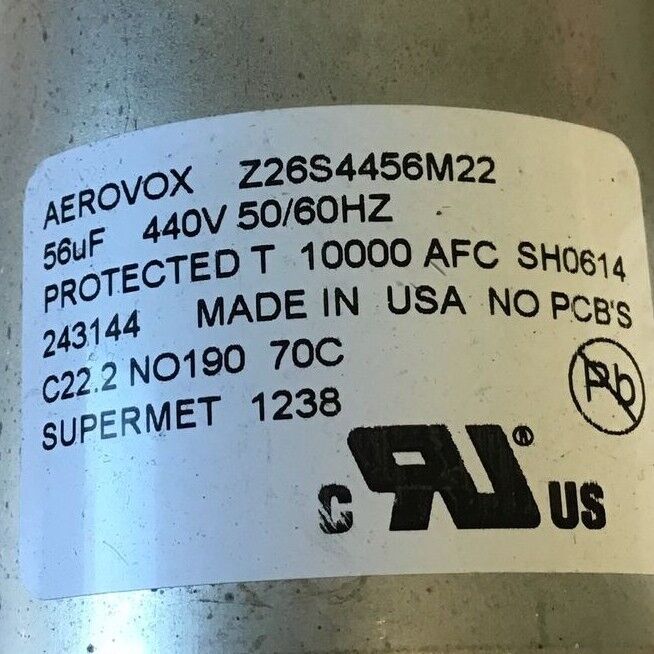 AEROVOX Z26S4456M22
56uF 440V 50/60HZ
PROTECTED T 10000 AFC SH0614
243144 MADE IN USA NO PCB'S
C22.2 NO190 70C
Pb
SUPERMET 1238
c RU® US